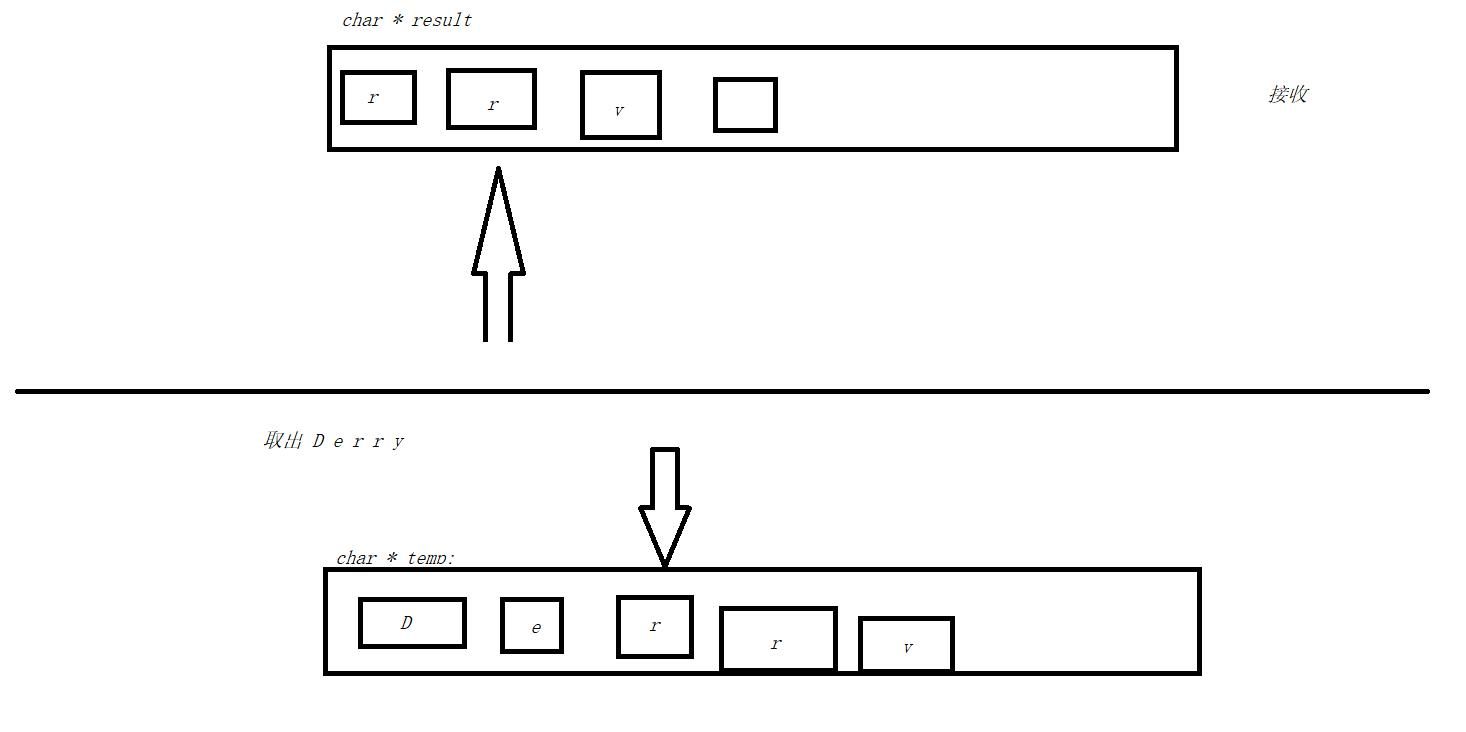 char * result
r r v
接收
取出 D e r r y
char * temp:
D e r r v